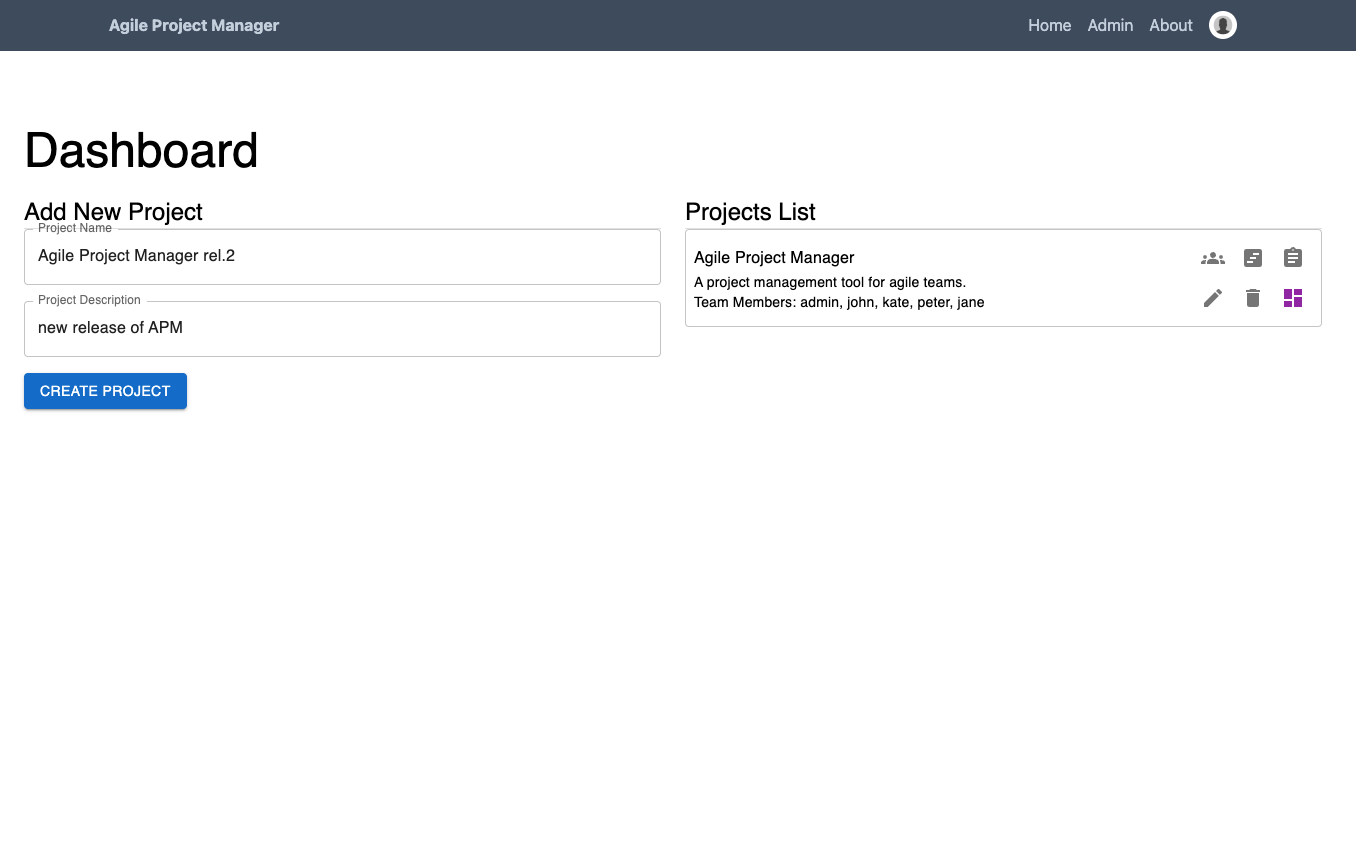 Agile Project Manager
Home Admin About
Dashboard
Add New Project
Project Name
Agile Project Manager rel.2
Project Description
new release of APM
CREATE PROJECT
Projects List
Agile Project Manager
A project management tool for agile teams.
Team Members: admin, john, kate, peter, jane